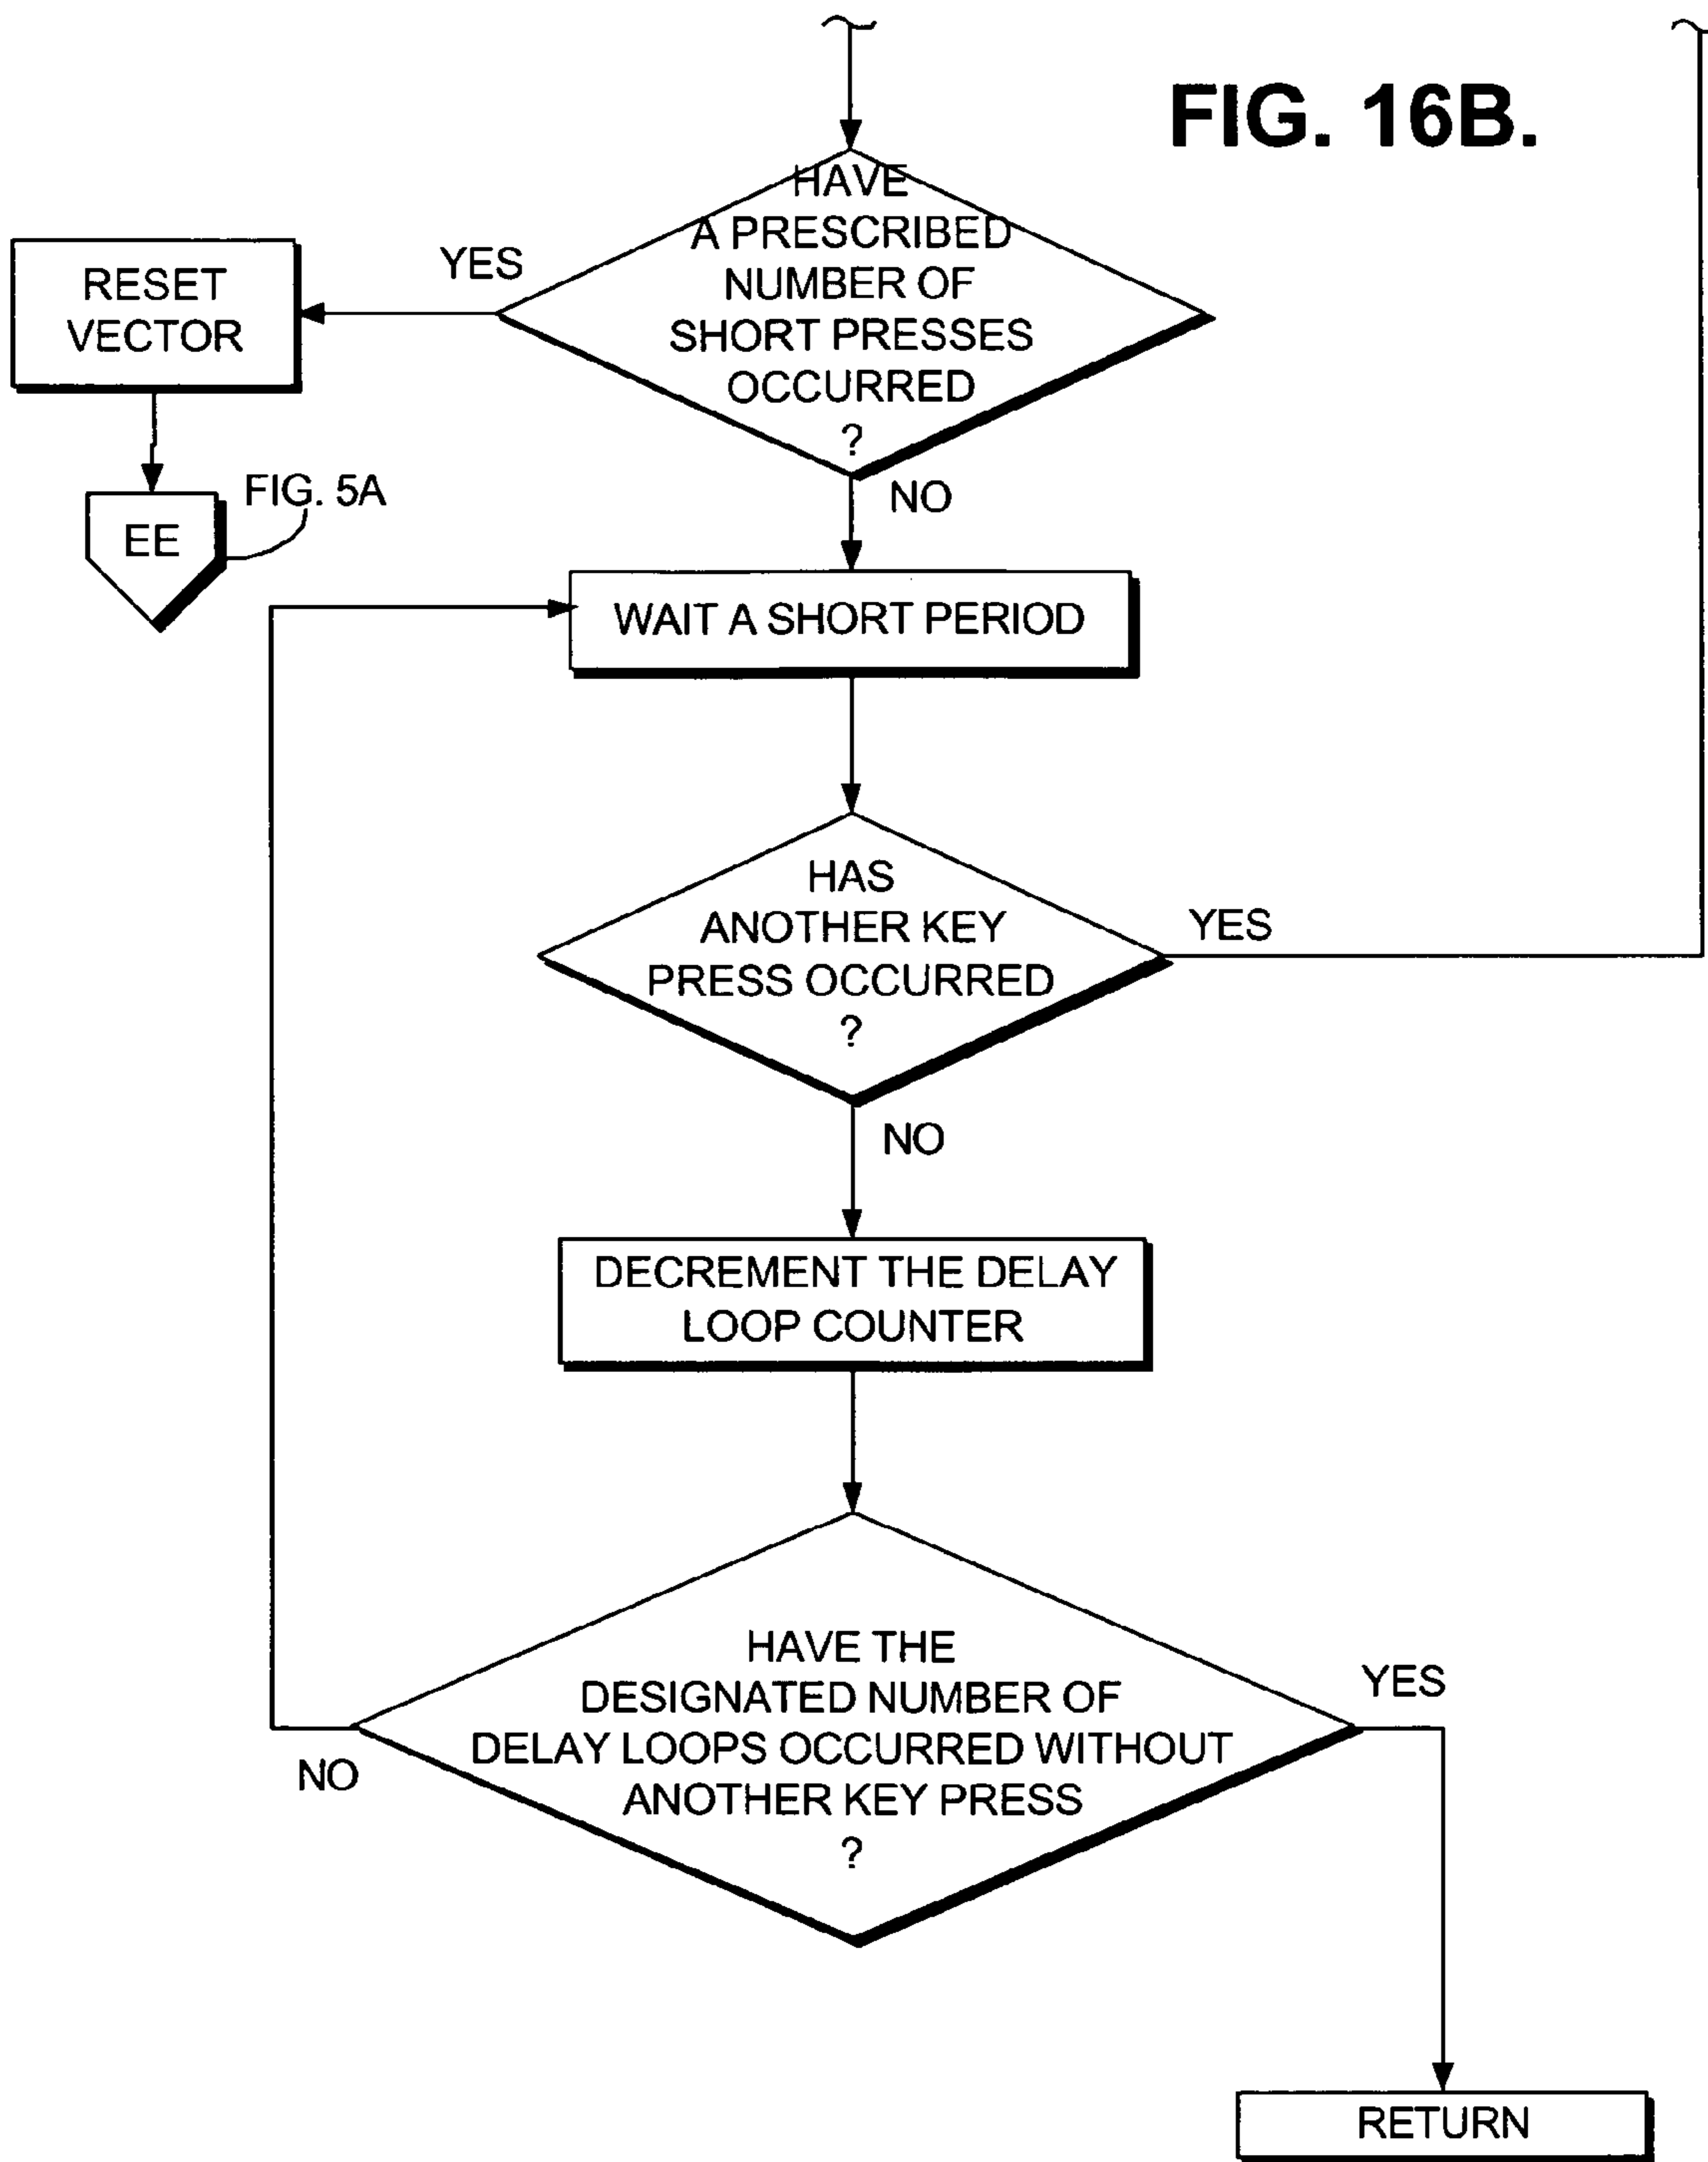 FIG. 16B.
HAVE
A PRESCRIBED
NUMBER OF
SHORT PRESSES
OCCURRED
?
YES
RESET
VECTOR
FIG. 5A
EE
NO
WAIT A SHORT PERIOD
HAS
ANOTHER KEY
PRESS OCCURRED
?
YES
NO
DECREMENT THE DELAY
LOOP COUNTER
HAVE THE
DESIGNATED NUMBER OF
DELAY LOOPS OCCURRED WITHOUT
ANOTHER KEY PRESS
?
YES
NO
RETURN